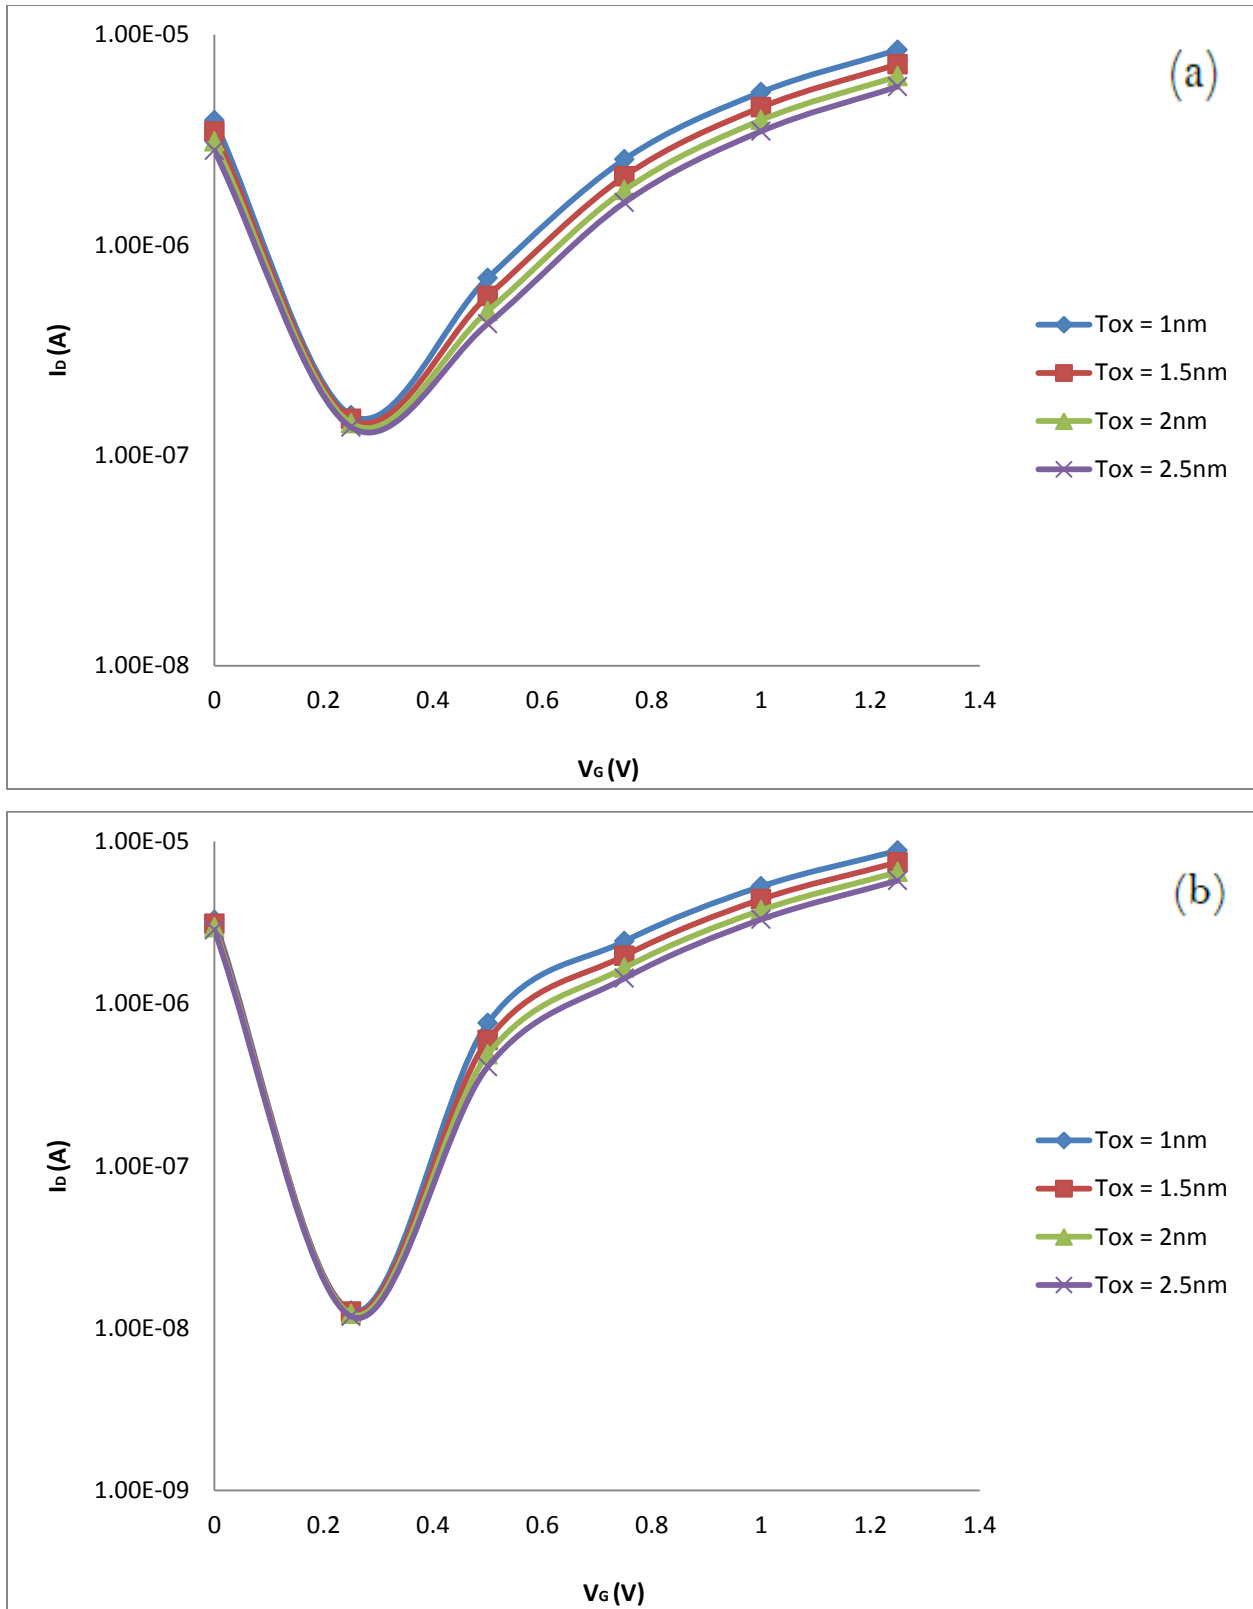 1.00E-05
(a)
1.00E-06
1.00E-07
1.00E-08
ID (A)
0 0.2 0.4 0.6 0.8 1 1.2 1.4
VG (V)
Tox = 1nm
Tox = 1.5nm
Tox = 2nm
Tox = 2.5nm
1.00E-05
(b)
1.00E-06
1.00E-07
1.00E-08
1.00E-09
ID (A)
0 0.2 0.4 0.6 0.8 1 1.2 1.4
VG (V)
Tox = 1nm
Tox = 1.5nm
Tox = 2nm
Tox = 2.5nm